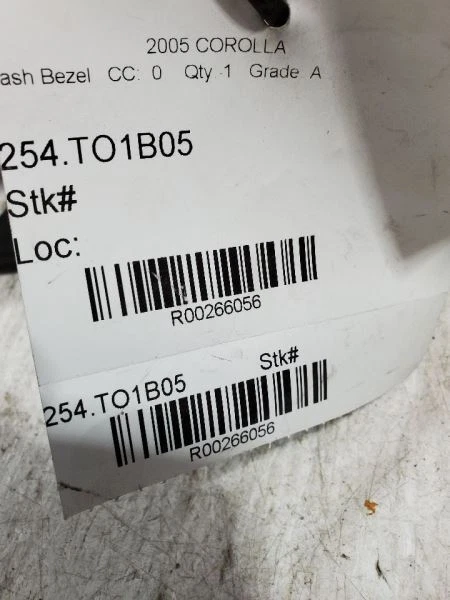 2005 COROLLA
ash Bezel CC: 0 Qty 1 Grade A
254.TO1B05
Stk#
Loc:
R00266056
254.TO1B05 Stk#
R00266056